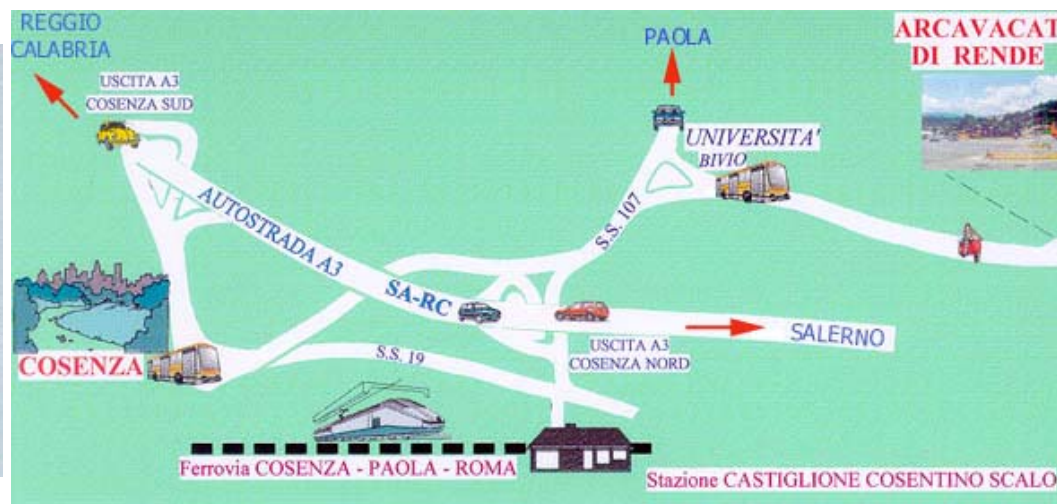 REGGIO
CALABRIA
USCITA A3
COSENZA SUD
PAOLA
ARCAVACAT
DI RENDE
UNIVERSITA'
BIVIO
AUTOSTRADA A3
SA-RC
S.S. 107
SALERNO
USCITA A3
COSENZA NORD
COSENZA
S.S. 19
Ferrovia COSENZA - PAOLA - ROMA
Stazione CASTIGLIONE COSENTINO SCALO